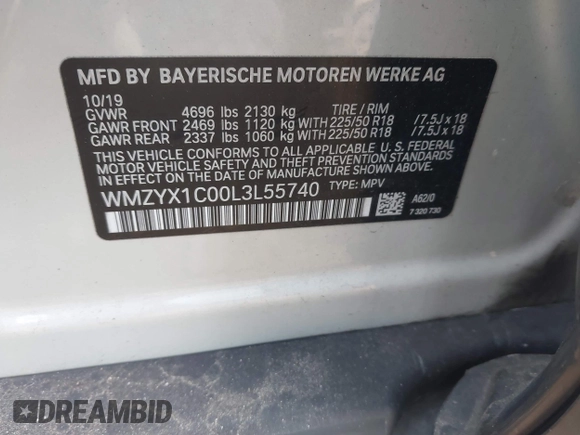 MFD BY BAYERISCHE MOTOREN WERKE AG
10/19
GVWR 4696 lbs 2130 kg TIRE / RIM
GAWR FRONT 2469 lbs 1120 kg WITH 225/50 R18 / 7.5J x 18
GAWR REAR 2337 lbs 1060 kg WITH 225/50 R18 / 7.5J x 18
THIS VEHICLE CONFORMS TO ALL APPLICABLE U. S. FEDERAL
MOTOR VEHICLE SAFETY AND THEFT PREVENTION STANDARDS
IN EFFECT ON THE DATE OF MANUFACTURE SHOWN ABOVE.
WMZYX1C00L3L55740 TYPE: MPV
A62/0
7 320 730
DREAMBID